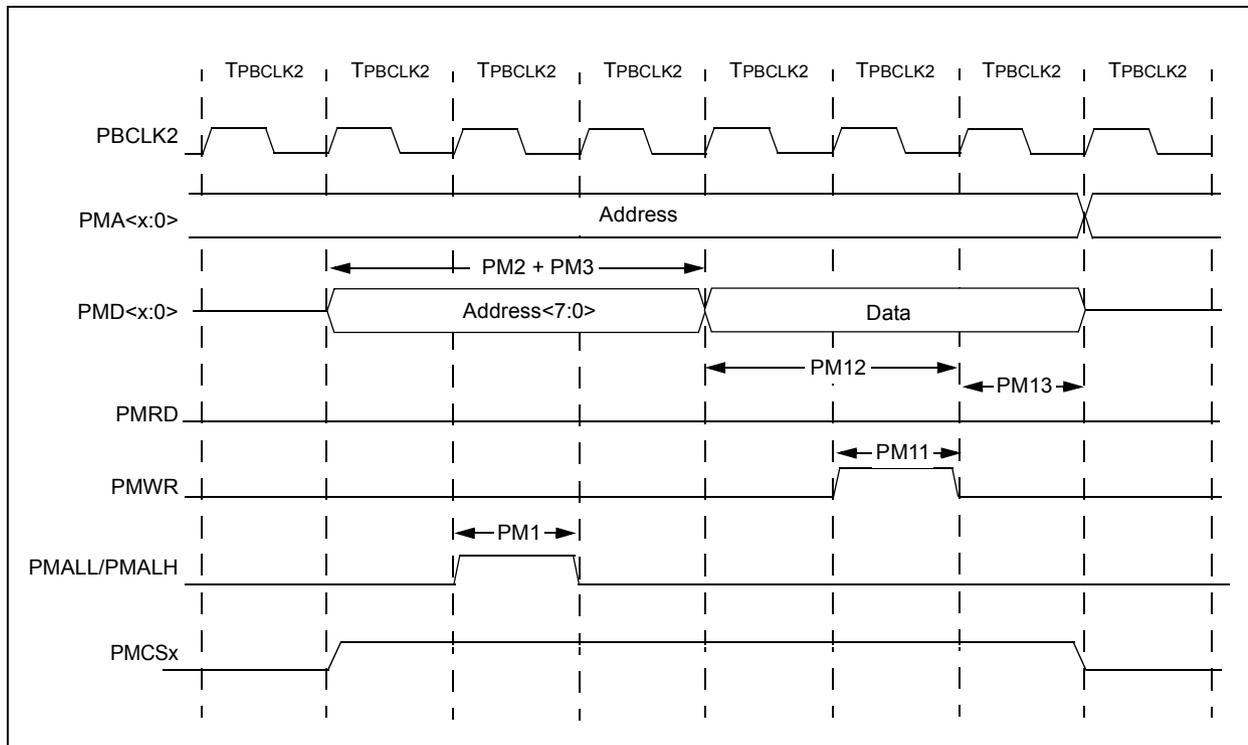 TPBCLK2 TPBCLK2 TPBCLK2 TPBCLK2 TPBCLK2 TPBCLK2 TPBCLK2 TPBCLK2
PBCLK2
PMA<x:0> Address
PM2 + PM3
PMD<x:0> Address<7:0> Data
PM12
PM13
PMRD
PM11
PMWR
PM1
PMALL/PMALH
PMCSx